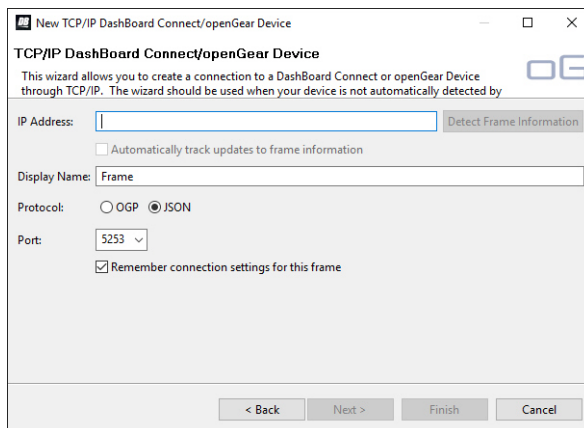 DB New TCP/IP DashBoard Connect/openGear Device
TCP/IP DashBoard Connect/openGear Device
This wizard allows you to create a connection to a DashBoard Connect or openGear Device
through TCP/IP. The wizard should be used when your device is not automatically detected by
IP Address: Detect Frame Information
Automatically track updates to frame information
Display Name: Frame
Protocol: OGP JSON
Port: 5253
Remember connection settings for this frame
< Back Next > Finish Cancel